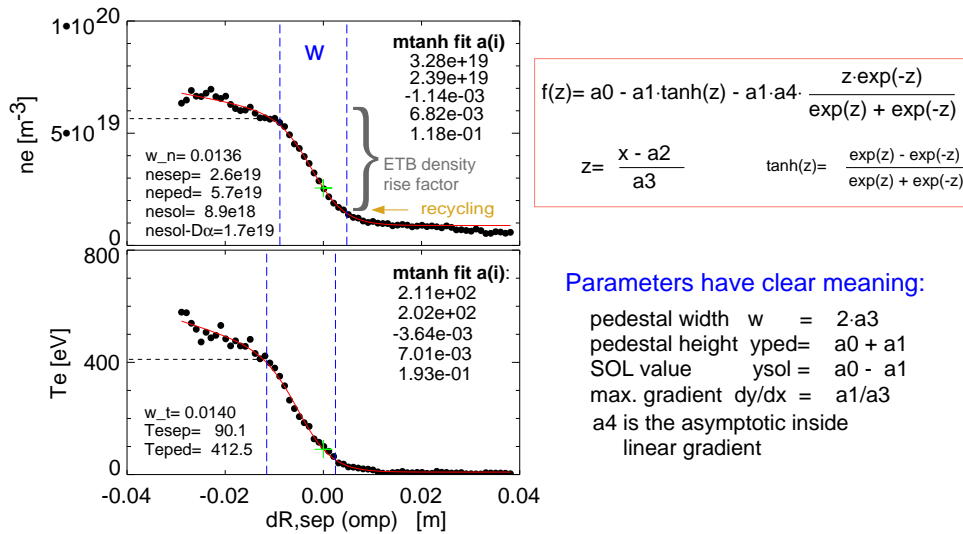 1•10^20
5•10^19
0
ne [m^-3]
W
mtanh fit a(i)
3.28e+19
2.39e+19
-1.14e-03
6.82e-03
1.18e-01
ETB density
rise factor
recycling
w_n= 0.0136
nesep= 2.6e19
neped= 5.7e19
nesol= 8.9e18
nesol-Dα=1.7e19
800
400
0
Te [eV]
mtanh fit a(i):
2.11e+02
2.02e+02
-3.64e-03
7.01e-03
1.93e-01
w_t= 0.0140
Tesep= 90.1
Teped= 412.5
-0.04 -0.02 0.00 0.02 0.04
dR,sep (omp) [m]
f(z)= a0 - a1·tanh(z) - a1·a4· z·exp(-z) / exp(z) + exp(-z)
z= x - a2 / a3
tanh(z)= exp(z) - exp(-z) / exp(z) + exp(-z)
Parameters have clear meaning:
pedestal width w = 2·a3
pedestal height yped= a0 + a1
SOL value ysol = a0 - a1
max. gradient dy/dx = a1/a3
a4 is the asymptotic inside
linear gradient